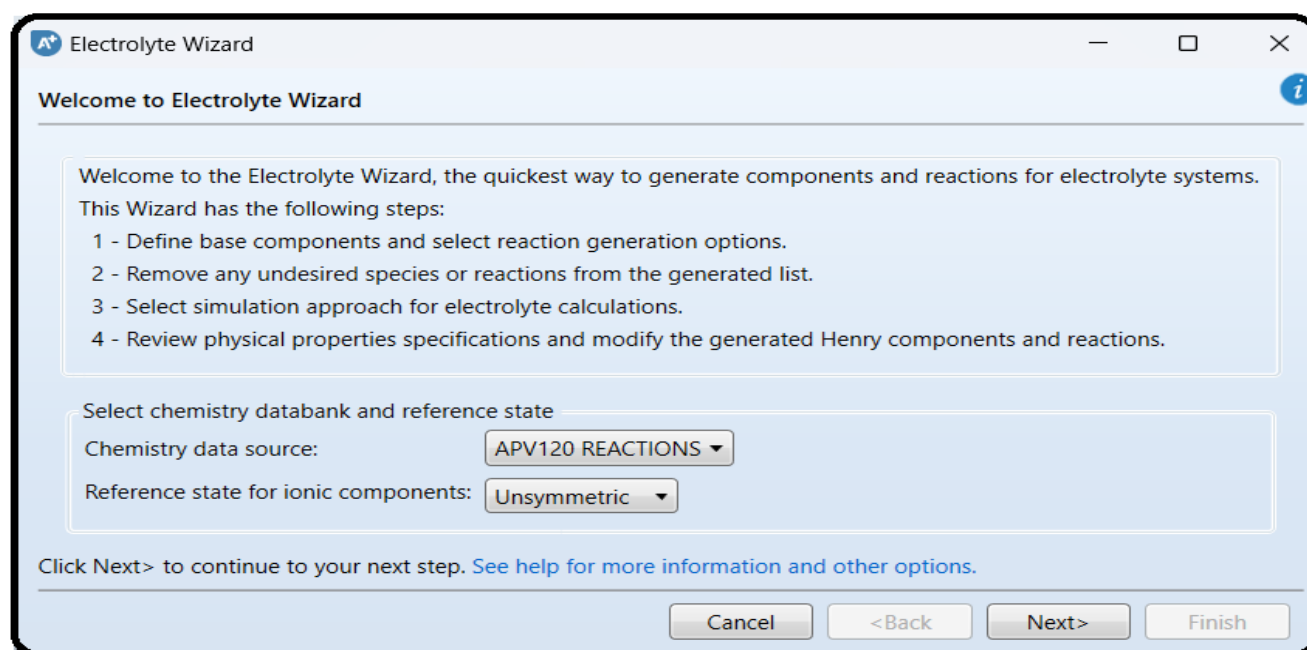 Electrolyte Wizard
Welcome to Electrolyte Wizard
Welcome to the Electrolyte Wizard, the quickest way to generate components and reactions for electrolyte systems.
This Wizard has the following steps:
1 - Define base components and select reaction generation options.
2 - Remove any undesired species or reactions from the generated list.
3 - Select simulation approach for electrolyte calculations.
4 - Review physical properties specifications and modify the generated Henry components and reactions.
Select chemistry databank and reference state
Chemistry data source: APV120 REACTIONS
Reference state for ionic components: Unsymmetric
Click Next> to continue to your next step. See help for more information and other options.
Cancel <Back Next> Finish